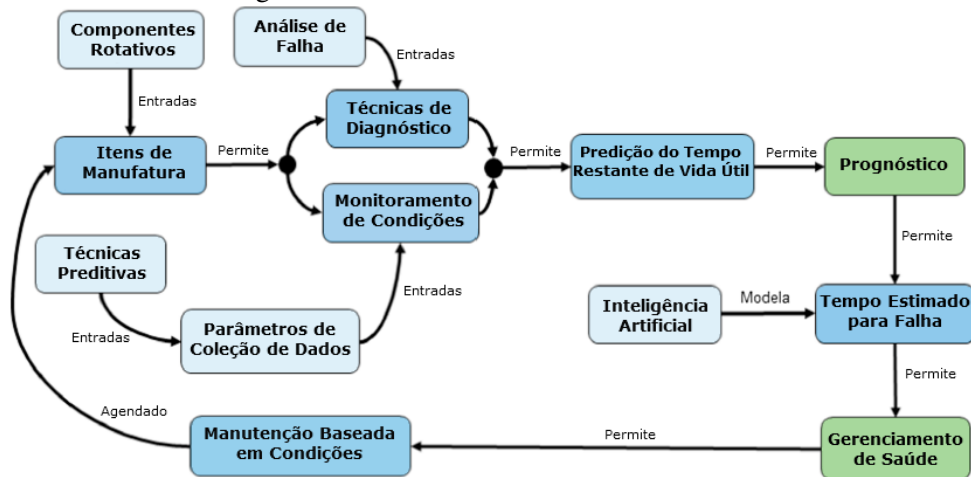 Componentes
Rotativos
Análise de
Falha
Entradas
Entradas
Técnicas de
Diagnóstico
Itens de
Manufatura
Permite
Permite
Predição do Tempo
Restante de Vida Útil
Permite
Prognóstico
Monitoramento
de Condições
Técnicas
Preditivas
Entradas
Permite
Entradas
Parâmetros de
Coleção de Dados
Inteligência
Artificial
Modela
Tempo Estimado
para Falha
Permite
Agendado
Manutenção Baseada
em Condições
Permite
Gerenciamento
de Saúde